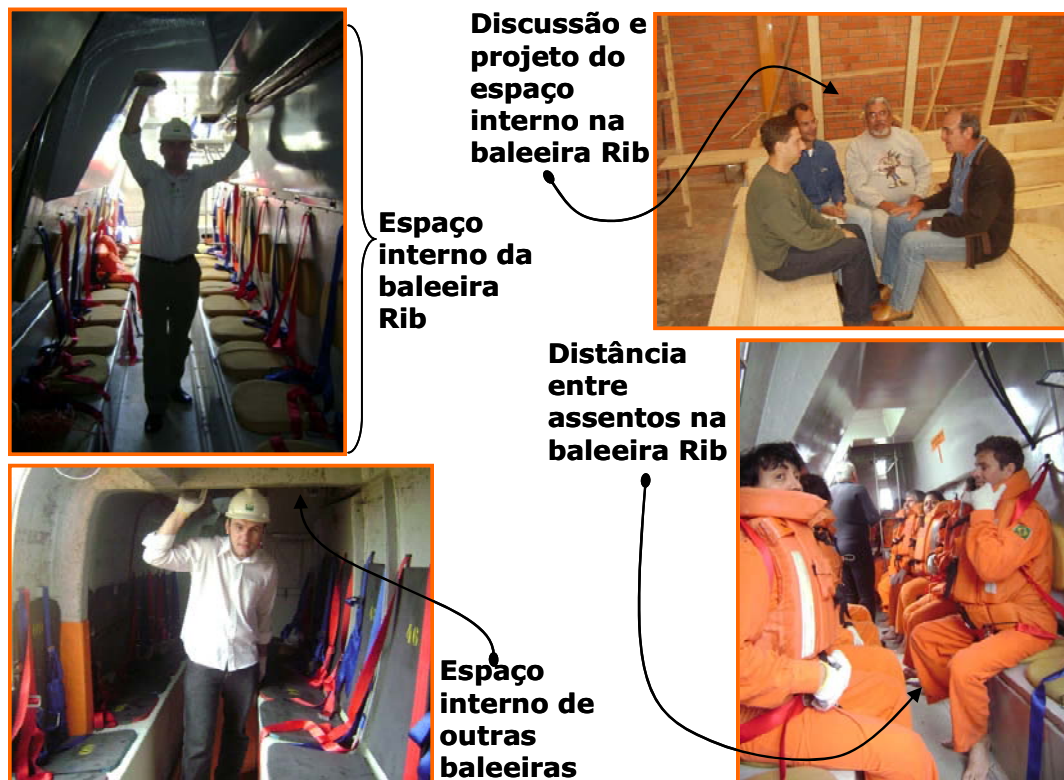 Discussão e
projeto do
espaço
interno na
baleeira Rib
Espaço
interno da
baleeira
Rib
Distância
entre
assentos na
baleeira Rib
Espaço
interno de
outras
baleeiras
46